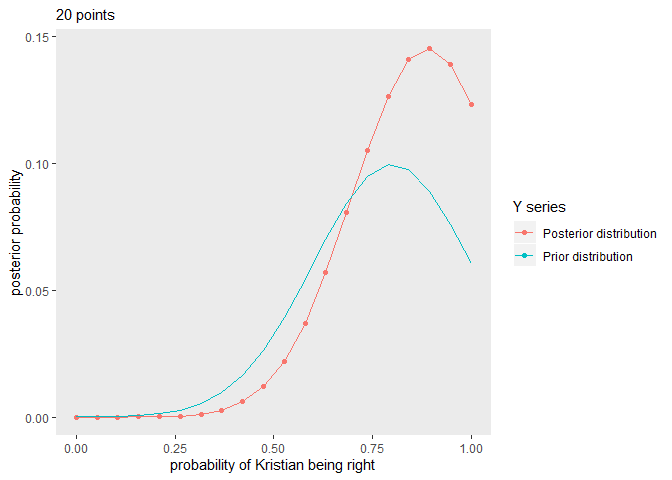 20 points
0.15
0.10
0.05
0.00
posterior probability
0.00 0.25 0.50 0.75 1.00
probability of Kristian being right
Y series
Posterior distribution
Prior distribution